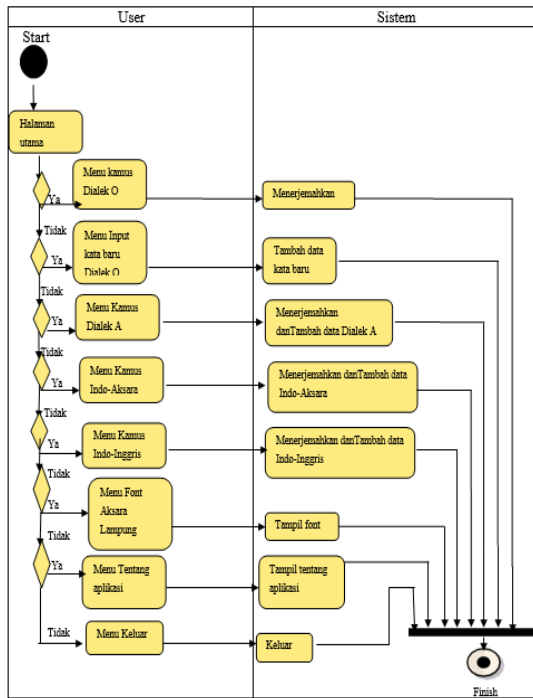 User
Sistem
Start
Halaman
utama
Menu kamus
Dialek O
Ya
Menerjemahkan
Tidak
Menu Input
kata baru
Dialek O
Ya
Tambah data
kata baru
Tidak
Menu Kamus
Dialek A
Ya
Menerjemahkan
danTambah data Dialek A
Tidak
Menu Kamus
Indo-Aksara
Ya
Menerjemahkan danTambah data
Indo-Aksara
Tidak
Menu Kamus
Indo-Inggris
Ya
Menerjemahkan danTambah data
Indo-Inggris
Tidak
Menu Font
Aksara
Lampung
Ya
Tampil font
Tidak
Menu Tentang
aplikasi
Ya
Tampil tentang
aplikasi
Tidak
Menu Keluar
Keluar
Finish